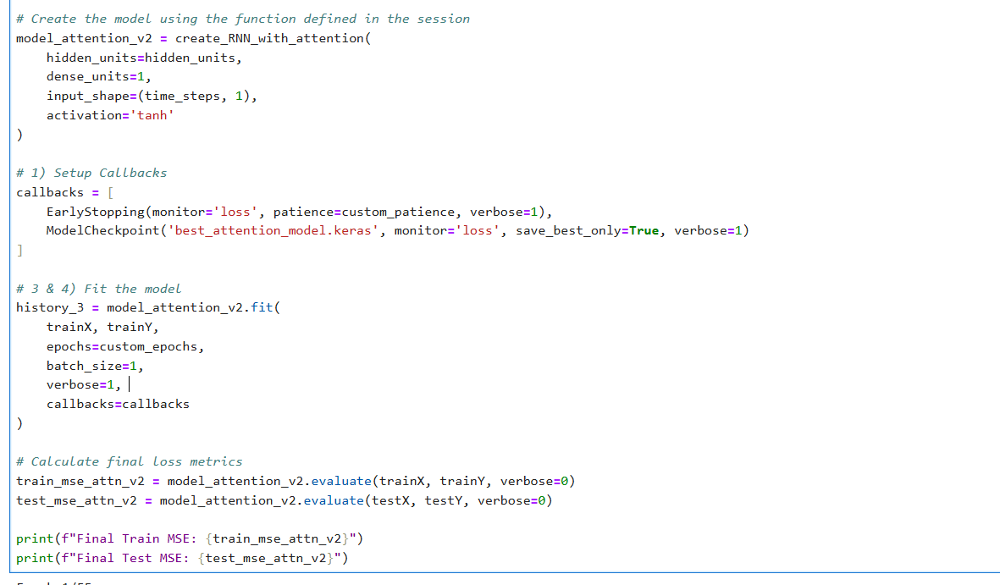 # Create the model using the function defined in the session
model_attention_v2 = create_RNN_with_attention(
    hidden_units=hidden_units,
    dense_units=1,
    input_shape=(time_steps, 1),
    activation='tanh'
)
# 1) Setup Callbacks
callbacks = [
    EarlyStopping(monitor='loss', patience=custom_patience, verbose=1),
    ModelCheckpoint('best_attention_model.keras', monitor='loss', save_best_only=True, verbose=1)
]
# 3 & 4) Fit the model
history_3 = model_attention_v2.fit(
    trainX, trainY,
    epochs=custom_epochs,
    batch_size=1,
    verbose=1,
    callbacks=callbacks
)
# Calculate final loss metrics
train_mse_attn_v2 = model_attention_v2.evaluate(trainX, trainY, verbose=0)
test_mse_attn_v2 = model_attention_v2.evaluate(testX, testY, verbose=0)
print(f"Final Train MSE: {train_mse_attn_v2}")
print(f"Final Test MSE: {test_mse_attn_v2}")